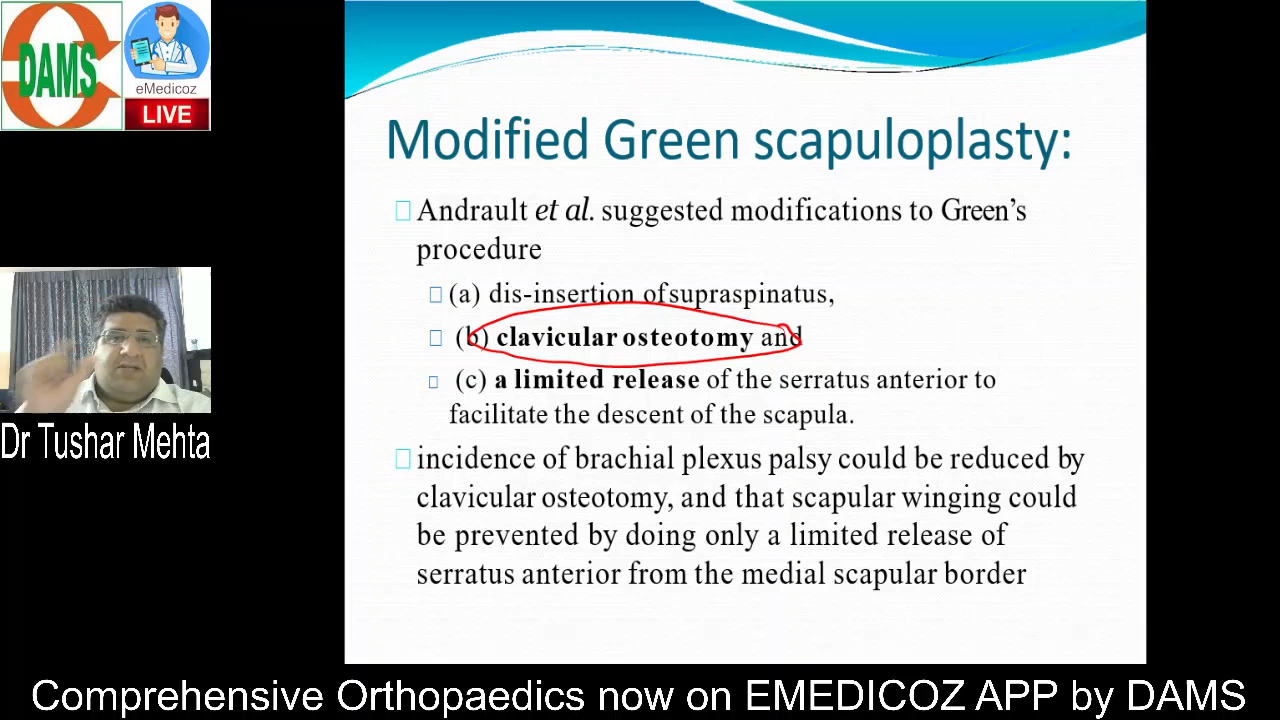 DAMS
eMedicoz
LIVE
Modified Green scapuloplasty:
Andrault et al. suggested modifications to Green’s
procedure
(a) dis-insertion of supraspinatus,
(b) clavicular osteotomy and
(c) a limited release of the serratus anterior to
facilitate the descent of the scapula.
incidence of brachial plexus palsy could be reduced by
clavicular osteotomy, and that scapular winging could
be prevented by doing only a limited release of
serratus anterior from the medial scapular border
Dr Tushar Mehta
Comprehensive Orthopaedics now on EMEDICOZ APP by DAMS